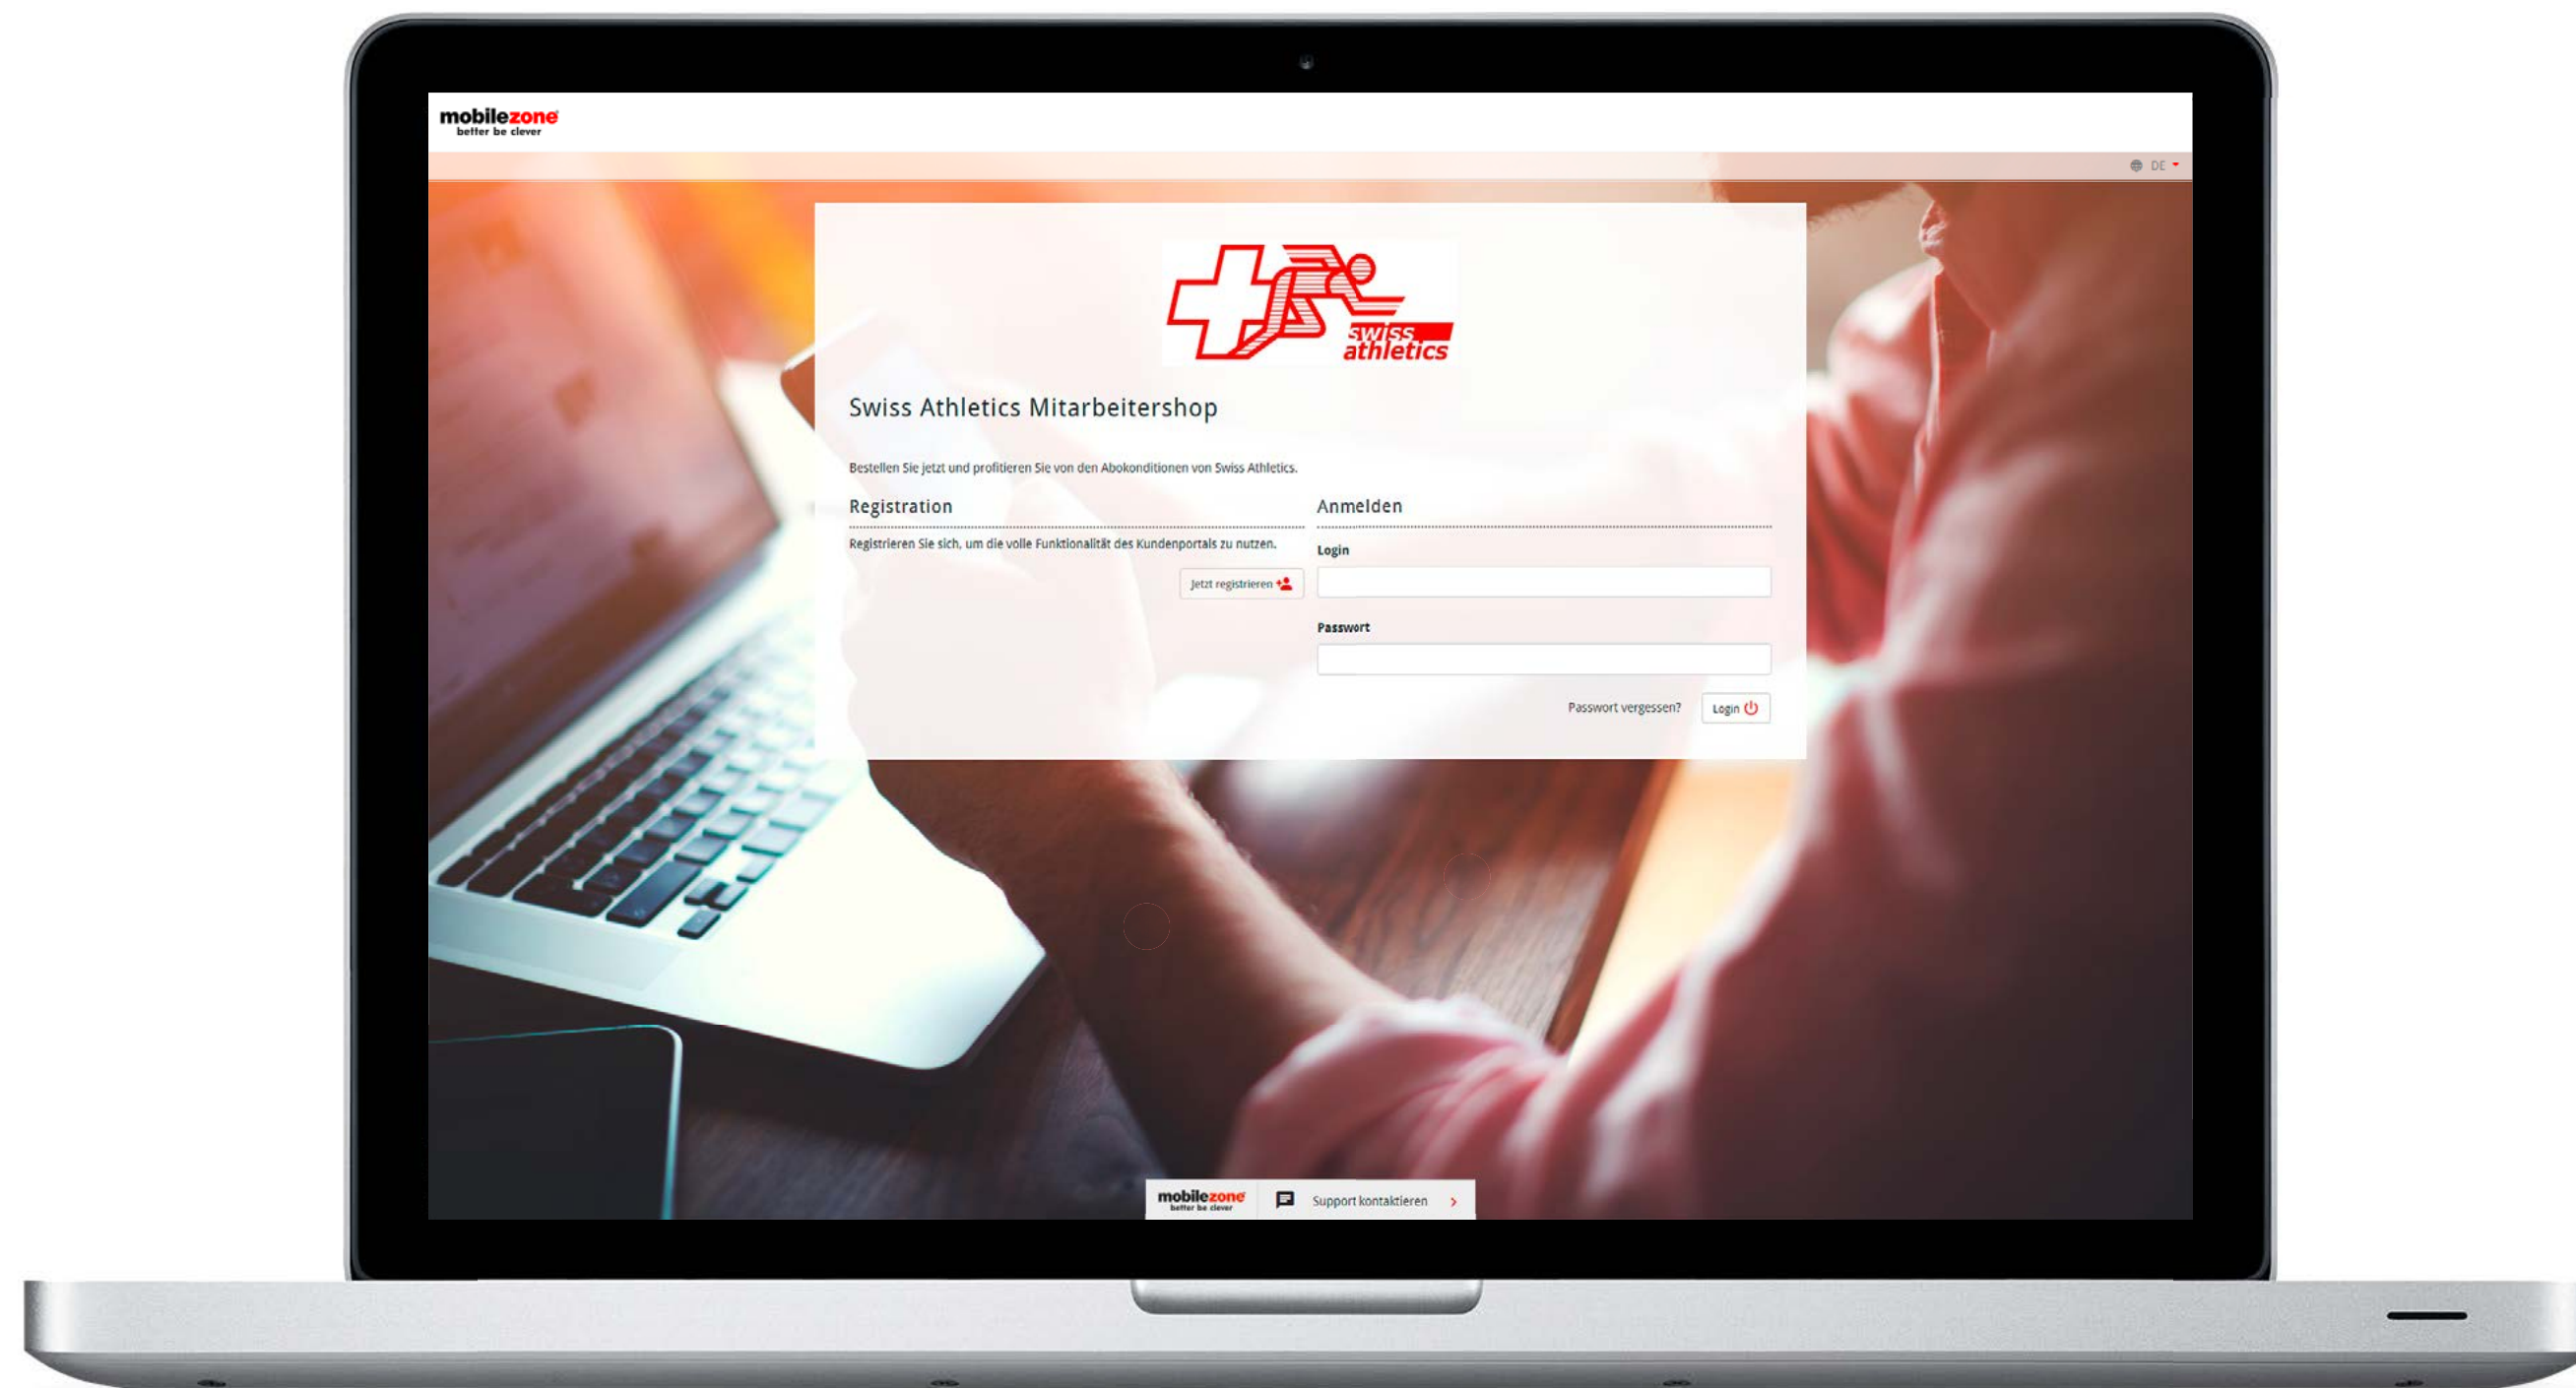 mobilezone
better be clever
DE
swiss
athletics
Swiss Athletics Mitarbeitershop
Bestellen Sie jetzt und profitieren Sie von den Abokonditionen von Swiss Athletics.
Registration
Registrieren Sie sich, um die volle Funktionalität des Kundenportals zu nutzen.
Jetzt registrieren
Anmelden
Login
Passwort
Passwort vergessen? Login
mobilezone
better be clever
Support kontaktieren